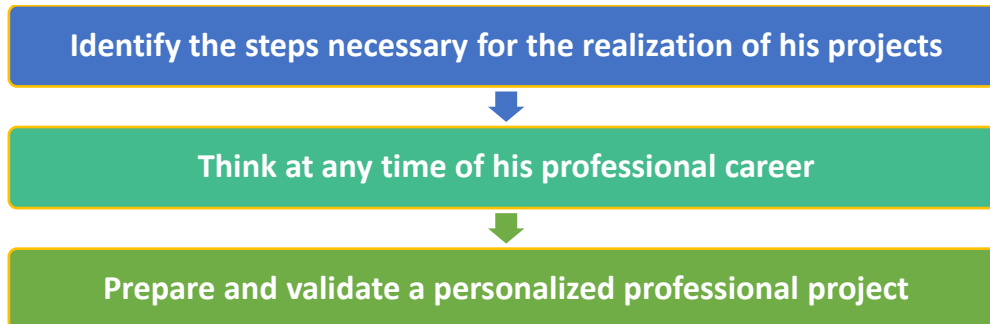 Identify the steps necessary for the realization of his projects
Think at any time of his professional career
Prepare and validate a personalized professional project